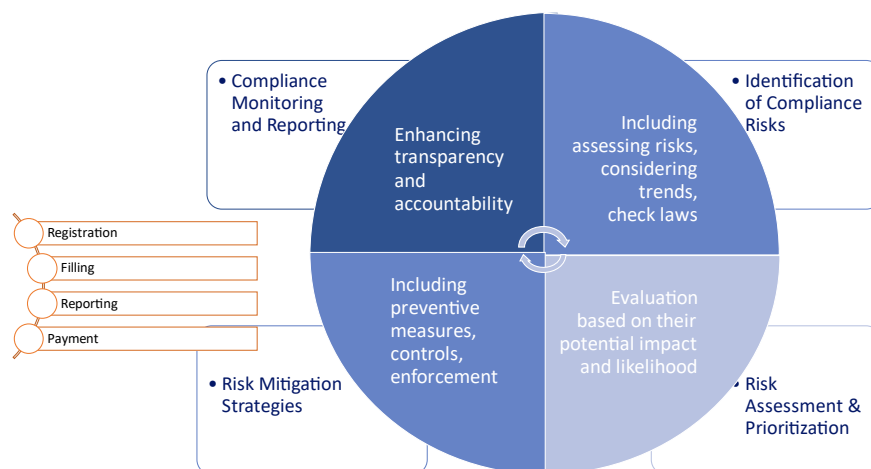 • Compliance
Monitoring
and Reporting
Enhancing
transparency
and
accountability
Including
assessing risks,
considering
trends,
check laws
• Identification
of Compliance
Risks
Registration
Filling
Reporting
Payment
• Risk Mitigation
Strategies
Including
preventive
measures,
controls,
enforcement
Evaluation
based on their
potential impact
and likelihood
• Risk
Assessment &
Prioritization